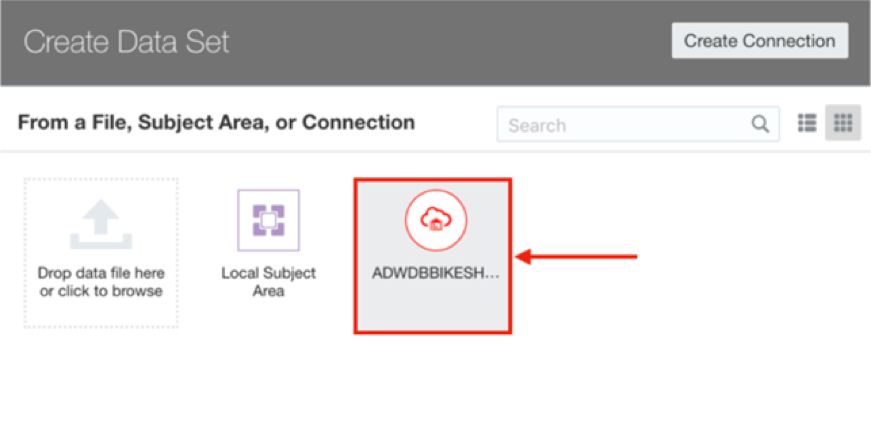 Create Data Set
Create Connection
From a File, Subject Area, or Connection
Search
Drop data file here
or click to browse
Local Subject
Area
ADWDBBIKESH...